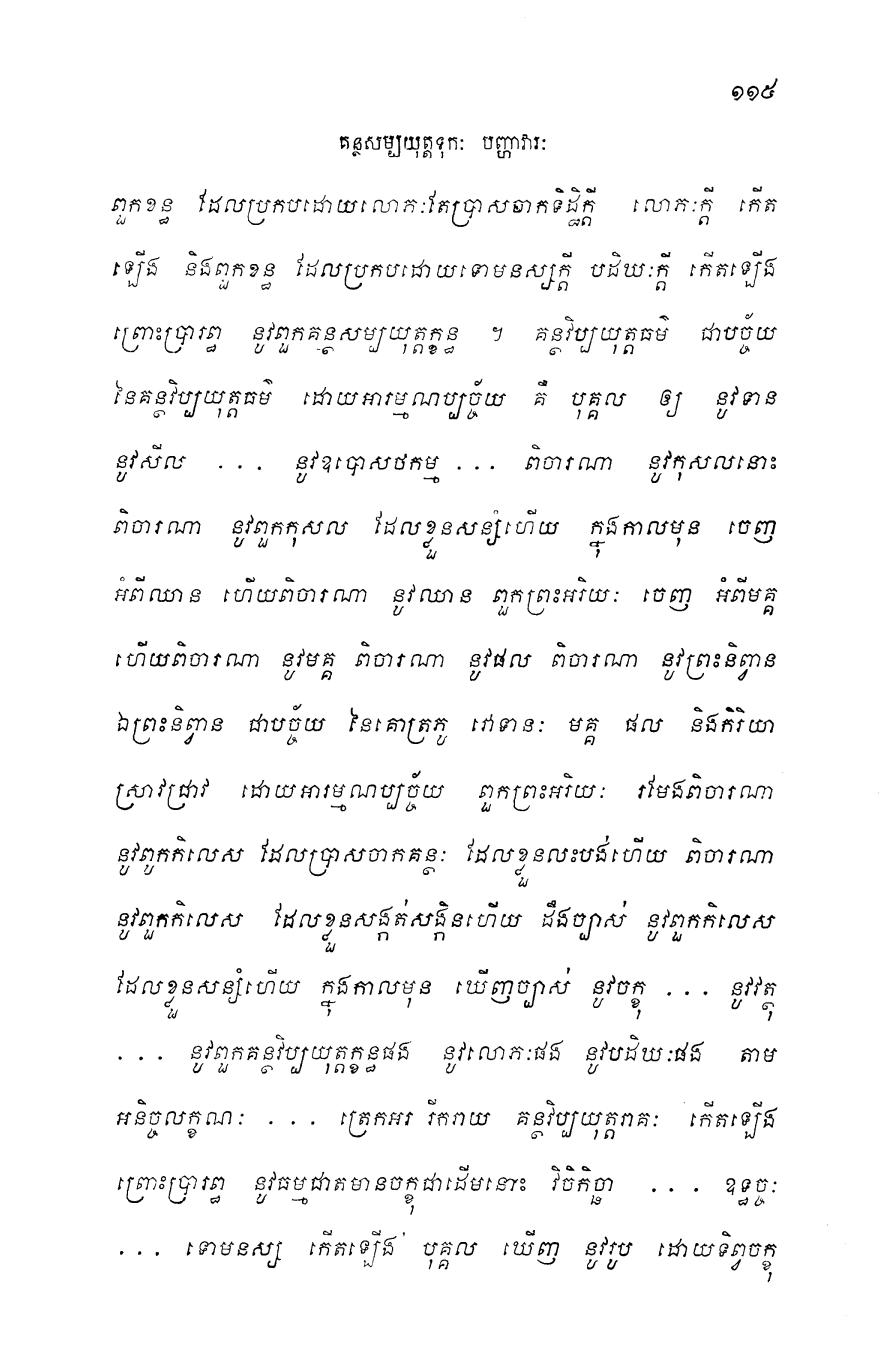 ១១៥
គន្ថសម្បយុត្តទុកៈ បញ្ហាវារៈ
ពួកខន្ធ ដែលប្រកបដោយលោភៈតែប្រាសចាកទិដ្ឋិក្តី លោភៈក្តី កើត
ឡើង និងពួកខន្ធ ដែលប្រកបដោយទោមនស្សក្តី បដិឃៈក្តី កើតឡើង
ព្រោះប្រារព្ធ នូវពួកគន្ថសម្បយុត្តក្ខន្ធ ។ គន្ថវិប្បយុត្តធម៌ ជាបច្ច័យ
នៃគន្ថវិប្បយុត្តធម៌ ដោយអារម្មណប្បច្ច័យ គឺ បុគ្គល ឲ្យ នូវទាន
នូវសីល ... នូវឧបោសថកម្ម ... ពិចារណា នូវកុសលនោះ
ពិចារណា នូវពួកកុសល ដែលខ្លួនសន្សំហើយ ក្នុងកាលមុន ចេញ
អំពីឈាន ហើយពិចារណា នូវឈាន ពួកព្រះអរិយៈ ចេញ អំពីមគ្គ
ហើយពិចារណា នូវមគ្គ ពិចារណា នូវផល ពិចារណា នូវព្រះនិព្វាន
ឯព្រះនិព្វាន ជាបច្ច័យ នៃគោត្រភូ វោទានៈ មគ្គ ផល និងកិរិយា
ស្រាវជ្រាវ ដោយអារម្មណប្បច្ច័យ ពួកព្រះអរិយៈ រមែងពិចារណា
នូវពួកកិលេស ដែលប្រាសចាកគន្ថៈ ដែលខ្លួនលះបង់ហើយ ពិចារណា
នូវពួកកិលេស ដែលខ្លួនសង្កត់សង្កិនហើយ ដឹងច្បាស់ នូវពួកកិលេស
ដែលខ្លួនសន្សំហើយ ក្នុងកាលមុន ឃើញច្បាស់ នូវចក្ខុ ... នូវវត្ថុ
... នូវពួកគន្ថវិប្បយុត្តក្ខន្ធផង នូវលោភៈផង នូវបដិឃៈផង តាម
អនិច្ចលក្ខណៈ ... ត្រេកអរ រីករាយ គន្ថវិប្បយុត្តរាគៈ កើតឡើង
ព្រោះប្រារព្ធ នូវធម្មជាតមានចក្ខុជាដើមនោះ វិចិកិច្ឆា ... ឧទ្ធច្ចៈ
... ទោមនស្ស កើតឡើង បុគ្គល ឃើញ នូវរូប ដោយទិព្វចក្ខុ